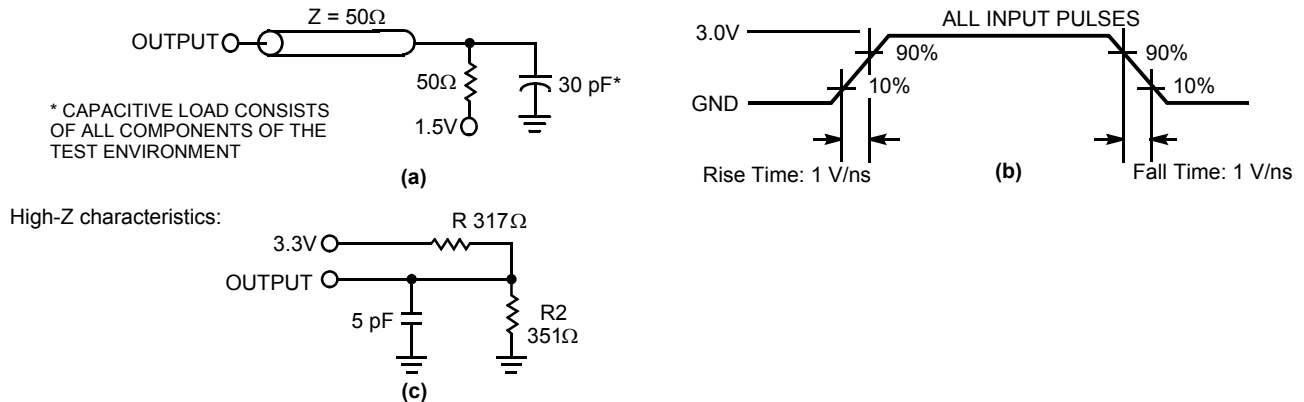 Z = 50Ω
OUTPUT
50Ω
30 pF*
1.5V
* CAPACITIVE LOAD CONSISTS
OF ALL COMPONENTS OF THE
TEST ENVIRONMENT
(a)
ALL INPUT PULSES
3.0V
90%
90%
10%
10%
GND
Rise Time: 1 V/ns
(b)
Fall Time: 1 V/ns
High-Z characteristics:
R 317Ω
3.3V
OUTPUT
5 pF
R2
351Ω
(c)